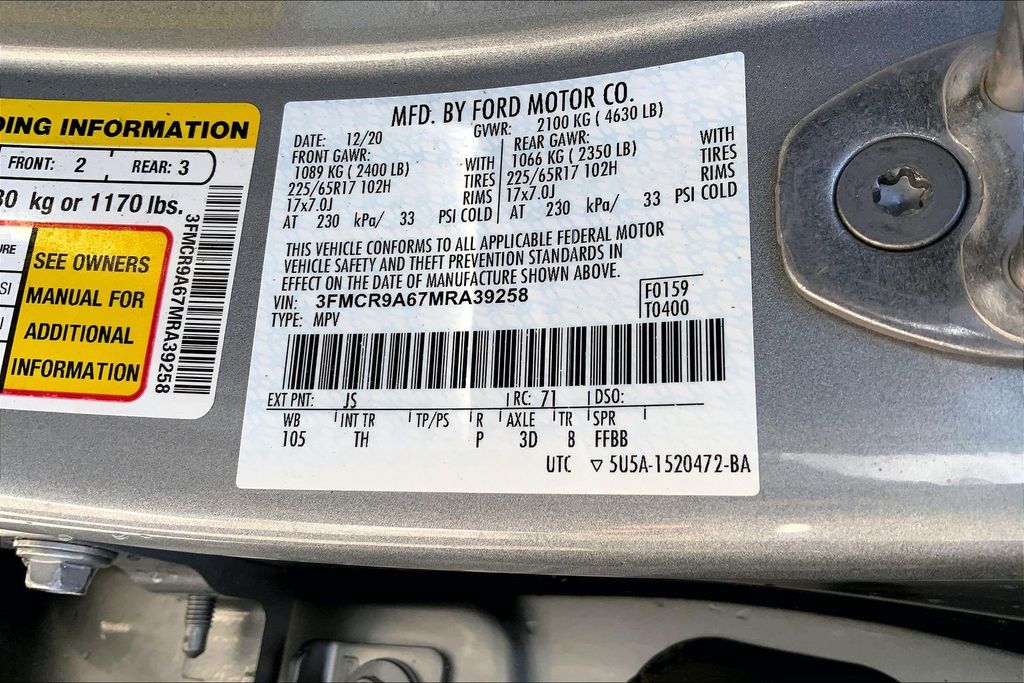 DING INFORMATION
FRONT: 2 REAR: 3
30 kg or 1170 lbs.
SEE OWNERS
MANUAL FOR
ADDITIONAL
INFORMATION
3FMCR9A67MRA39258
MFD. BY FORD MOTOR CO.
DATE: 12/20 GVWR: 2100 KG ( 4630 LB)
FRONT GAWR: REAR GAWR:
1089 KG ( 2400 LB) WITH 1066 KG ( 2350 LB) WITH
225/65R17 102H TIRES 225/65R17 102H TIRES
17x7.0J RIMS 17x7.0J RIMS
AT 230 kPa/ 33 PSI COLD AT 230 kPa/ 33 PSI COLD
THIS VEHICLE CONFORMS TO ALL APPLICABLE FEDERAL MOTOR
VEHICLE SAFETY AND THEFT PREVENTION STANDARDS IN
EFFECT ON THE DATE OF MANUFACTURE SHOWN ABOVE.
VIN: 3FMCR9A67MRA39258 F0159
TYPE: MPV T0400
EXT PNT: JS RC: 71 DSO:
WB INT TR TP/PS R AXLE TR SPR
105 TH P 3D 8 FFBB
UTC ▽ 5U5A-1520472-BA